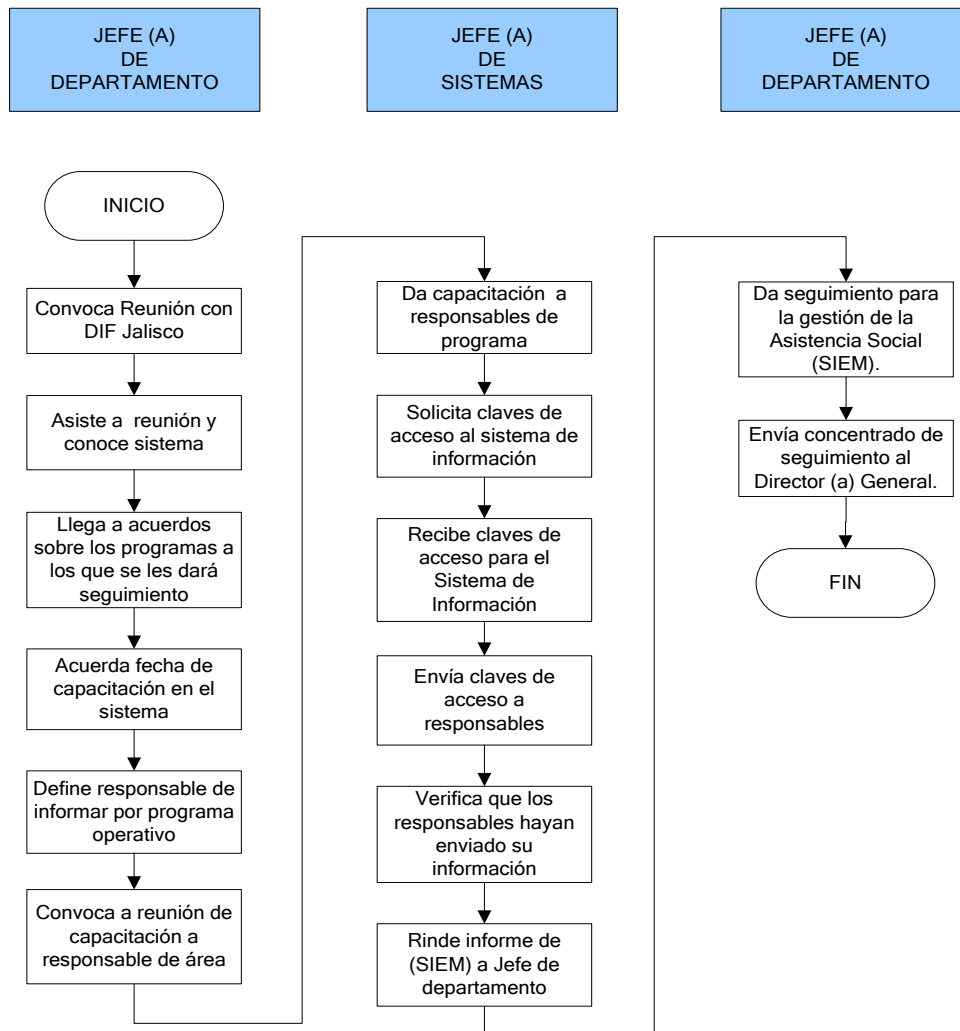 JEFE (A)
DE
DEPARTAMENTO
JEFE (A)
DE
SISTEMAS
JEFE (A)
DE
DEPARTAMENTO
INICIO
Convoca Reunión con
DIF Jalisco
Asiste a reunión y
conoce sistema
Llega a acuerdos
sobre los programas a
los que se les dará
seguimiento
Acuerda fecha de
capacitación en el
sistema
Define responsable de
informar por programa
operativo
Convoca a reunión de
capacitación a
responsable de área
Da capacitación a
responsables de
programa
Solicita claves de
acceso al sistema de
información
Recibe claves de
acceso para el
Sistema de
Información
Envía claves de
acceso a
responsables
Verifica que los
responsables hayan
enviado su
información
Rinde informe de
(SIEM) a Jefe de
departamento
Da seguimiento para
la gestión de la
Asistencia Social
(SIEM).
Envía concentrado de
seguimiento al
Director (a) General.
FIN